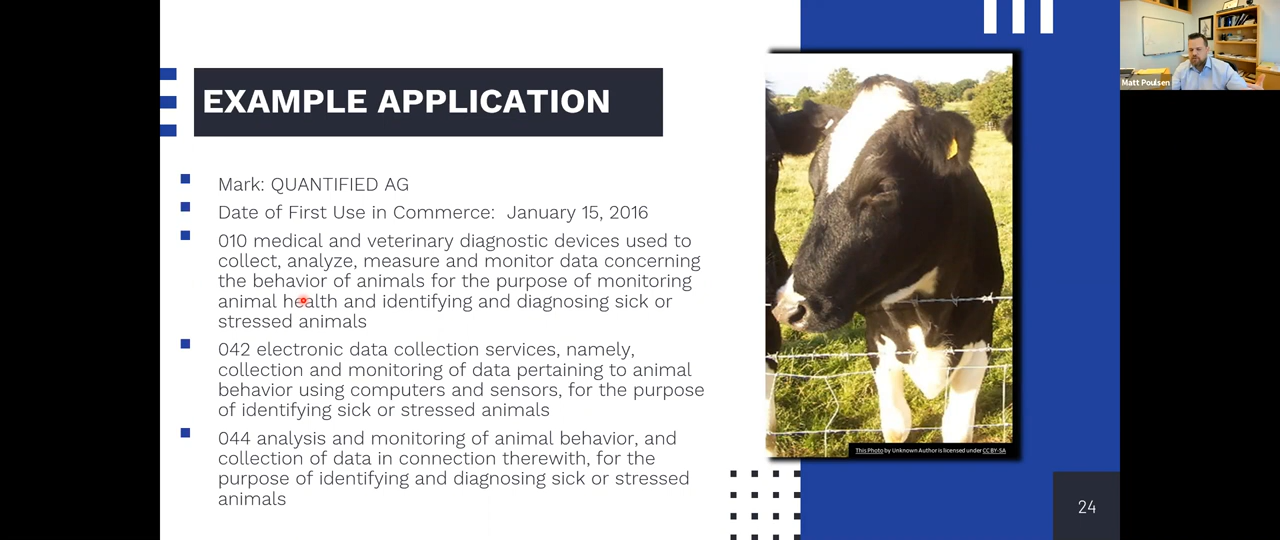 EXAMPLE APPLICATION
Mark: QUANTIFIED AG
Date of First Use in Commerce: January 15, 2016
010 medical and veterinary diagnostic devices used to
collect, analyze, measure and monitor data concerning
the behavior of animals for the purpose of monitoring
animal health and identifying and diagnosing sick or
stressed animals
042 electronic data collection services, namely,
collection and monitoring of data pertaining to animal
behavior using computers and sensors, for the purpose
of identifying sick or stressed animals
044 analysis and monitoring of animal behavior, and
collection of data in connection therewith, for the
purpose of identifying and diagnosing sick or stressed
animals
This Photo by Unknown Author is licensed under CC BY-SA
24
Matt Poulsen